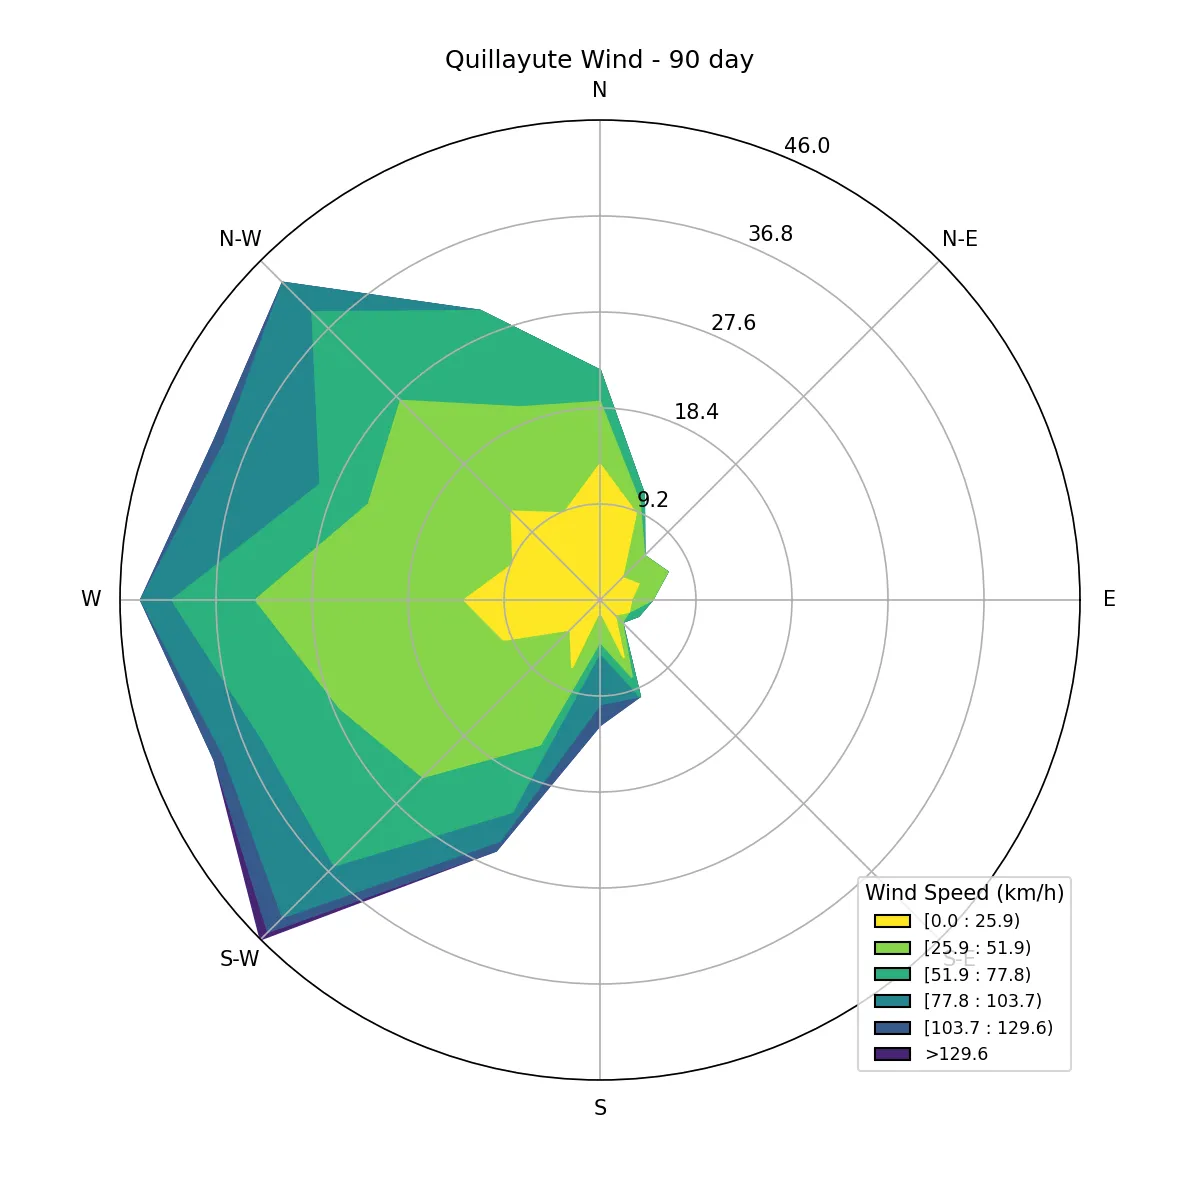 Quillayute Wind - 90 day
N
46.0
N-W
36.8
N-E
27.6
18.4
9.2
W
E
S-W
S-E
S
Wind Speed (km/h)
[0.0 : 25.9)
[25.9 : 51.9)
[51.9 : 77.8)
[77.8 : 103.7)
[103.7 : 129.6)
>129.6